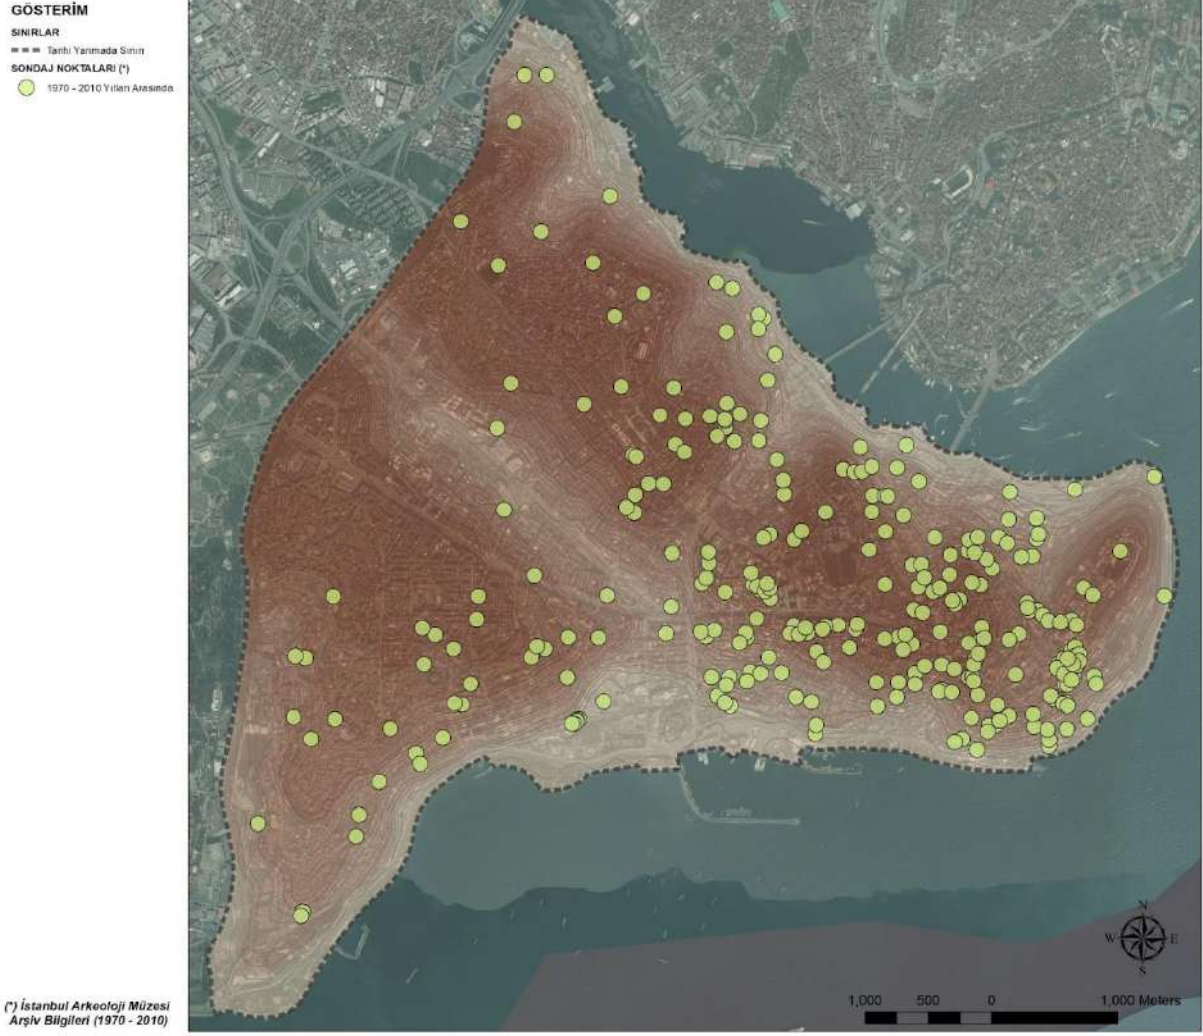 GÖSTERİM
SINIRLAR
Tarihi Yarımada Sınırı
SONDAJ NOKTALARI (*)
1970 - 2010 Yılları Arasında
N
W E
S
1,000 500 0 1,000 Meters
(*) İstanbul Arkeoloji Müzesi
Arşiv Bilgileri (1970 - 2010)